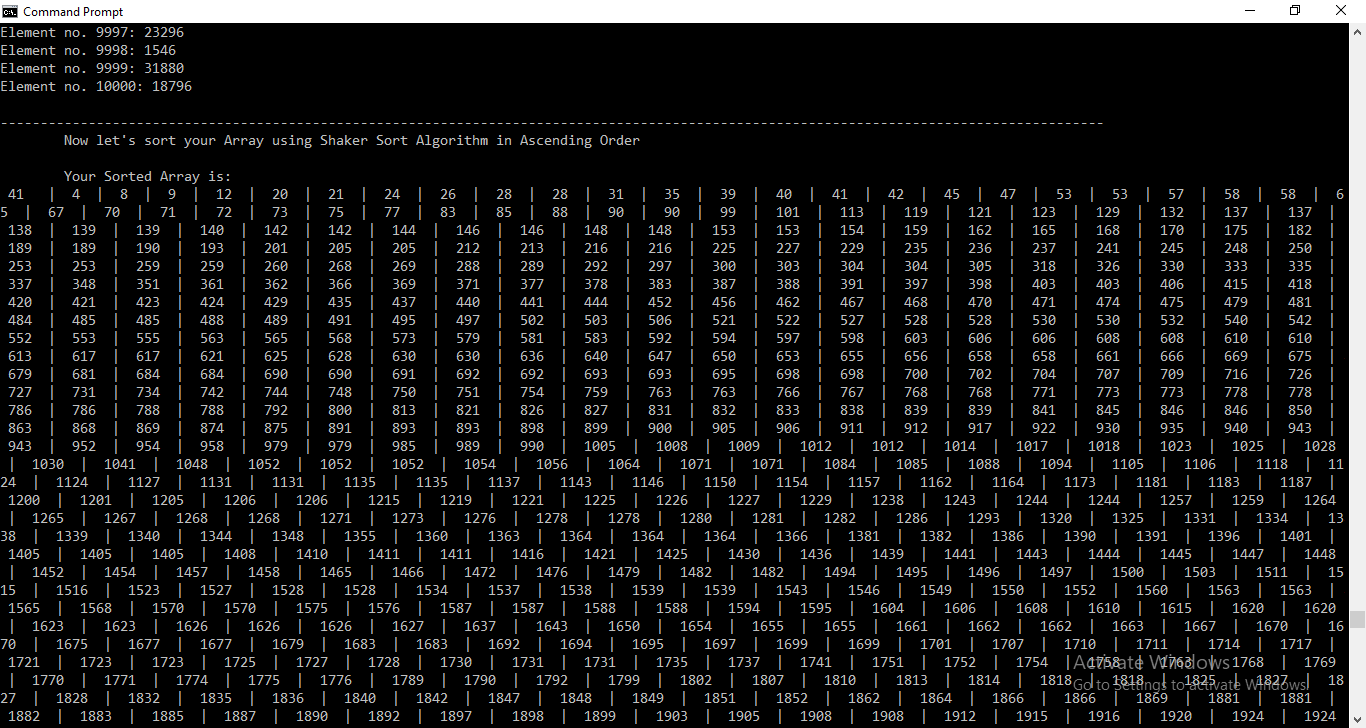 Command Prompt
Element no. 9997: 23296
Element no. 9998: 1546
Element no. 9999: 31880
Element no. 10000: 18796
--------------------------------------------------------------------------------------------------------------------------------------------
Now let's sort your Array using Shaker Sort Algorithm in Ascending Order
Your Sorted Array is:
41 | 4 | 8 | 9 | 12 | 20 | 21 | 24 | 26 | 28 | 28 | 31 | 35 | 39 | 40 | 41 | 42 | 45 | 47 | 53 | 53 | 57 | 58 | 58 | 6
5 | 67 | 70 | 71 | 72 | 73 | 75 | 77 | 83 | 85 | 88 | 90 | 90 | 99 | 101 | 113 | 119 | 121 | 123 | 129 | 132 | 137 | 137 |
138 | 139 | 139 | 140 | 142 | 142 | 144 | 146 | 146 | 148 | 148 | 153 | 153 | 154 | 159 | 162 | 165 | 168 | 170 | 175 | 182 |
189 | 189 | 190 | 193 | 201 | 205 | 205 | 212 | 213 | 216 | 216 | 225 | 227 | 229 | 235 | 236 | 237 | 241 | 245 | 248 | 250 |
253 | 253 | 259 | 259 | 260 | 268 | 269 | 288 | 289 | 292 | 297 | 300 | 303 | 304 | 304 | 305 | 318 | 326 | 330 | 333 | 335 |
337 | 348 | 351 | 361 | 362 | 366 | 369 | 371 | 377 | 378 | 383 | 387 | 388 | 391 | 397 | 398 | 403 | 403 | 406 | 415 | 418 |
420 | 421 | 423 | 424 | 429 | 435 | 437 | 440 | 441 | 444 | 452 | 456 | 462 | 467 | 468 | 470 | 471 | 474 | 475 | 479 | 481 |
484 | 485 | 485 | 488 | 489 | 491 | 495 | 497 | 502 | 503 | 506 | 521 | 522 | 527 | 528 | 528 | 530 | 530 | 532 | 540 | 542 |
552 | 553 | 555 | 563 | 565 | 568 | 573 | 579 | 581 | 583 | 592 | 594 | 597 | 598 | 603 | 606 | 606 | 608 | 608 | 610 | 610 |
613 | 617 | 617 | 621 | 625 | 628 | 630 | 630 | 636 | 640 | 647 | 650 | 653 | 655 | 656 | 658 | 658 | 661 | 666 | 669 | 675 |
679 | 681 | 684 | 684 | 690 | 690 | 691 | 692 | 692 | 693 | 693 | 695 | 698 | 698 | 700 | 702 | 704 | 707 | 709 | 716 | 726 |
727 | 731 | 734 | 742 | 744 | 748 | 750 | 751 | 754 | 759 | 763 | 763 | 766 | 767 | 768 | 768 | 771 | 773 | 773 | 778 | 778 |
786 | 786 | 788 | 788 | 792 | 800 | 813 | 821 | 826 | 827 | 831 | 832 | 833 | 838 | 839 | 839 | 841 | 845 | 846 | 846 | 850 |
863 | 868 | 869 | 874 | 875 | 891 | 893 | 893 | 898 | 899 | 900 | 905 | 906 | 911 | 912 | 917 | 922 | 930 | 935 | 940 | 943 |
943 | 952 | 954 | 958 | 979 | 979 | 985 | 989 | 990 | 1005 | 1008 | 1009 | 1012 | 1012 | 1014 | 1017 | 1018 | 1023 | 1025 | 1028
| 1030 | 1041 | 1048 | 1052 | 1052 | 1052 | 1054 | 1056 | 1064 | 1071 | 1071 | 1084 | 1085 | 1088 | 1094 | 1105 | 1106 | 1118 | 11
24 | 1124 | 1127 | 1131 | 1131 | 1135 | 1135 | 1137 | 1143 | 1146 | 1150 | 1154 | 1157 | 1162 | 1164 | 1173 | 1181 | 1183 | 1187 |
1200 | 1201 | 1205 | 1206 | 1206 | 1215 | 1219 | 1221 | 1225 | 1226 | 1227 | 1229 | 1238 | 1243 | 1244 | 1244 | 1257 | 1259 | 1264
| 1265 | 1267 | 1268 | 1268 | 1271 | 1273 | 1276 | 1278 | 1278 | 1280 | 1281 | 1282 | 1286 | 1293 | 1320 | 1325 | 1331 | 1334 | 13
38 | 1339 | 1340 | 1344 | 1348 | 1355 | 1360 | 1363 | 1364 | 1364 | 1364 | 1366 | 1381 | 1382 | 1386 | 1390 | 1391 | 1396 | 1401 |
1405 | 1405 | 1405 | 1408 | 1410 | 1411 | 1411 | 1416 | 1421 | 1425 | 1430 | 1436 | 1439 | 1441 | 1443 | 1444 | 1445 | 1447 | 1448
| 1452 | 1454 | 1457 | 1458 | 1465 | 1466 | 1472 | 1476 | 1479 | 1482 | 1482 | 1494 | 1495 | 1496 | 1497 | 1500 | 1503 | 1511 | 15
15 | 1516 | 1523 | 1527 | 1528 | 1528 | 1534 | 1537 | 1538 | 1539 | 1539 | 1543 | 1546 | 1549 | 1550 | 1552 | 1560 | 1563 | 1563 |
1565 | 1568 | 1570 | 1570 | 1575 | 1576 | 1587 | 1587 | 1588 | 1588 | 1594 | 1595 | 1604 | 1606 | 1608 | 1610 | 1615 | 1620 | 1620
| 1623 | 1623 | 1626 | 1626 | 1626 | 1627 | 1637 | 1643 | 1650 | 1654 | 1655 | 1655 | 1661 | 1662 | 1662 | 1663 | 1667 | 1670 | 16
70 | 1675 | 1677 | 1677 | 1679 | 1683 | 1683 | 1692 | 1694 | 1695 | 1697 | 1699 | 1699 | 1701 | 1707 | 1710 | 1711 | 1714 | 1717 |
1721 | 1723 | 1723 | 1725 | 1727 | 1728 | 1730 | 1731 | 1731 | 1735 | 1737 | 1741 | 1751 | 1752 | 1754 | 1758 | 1763 | 1768 | 1769
| 1770 | 1771 | 1774 | 1775 | 1776 | 1789 | 1790 | 1792 | 1799 | 1802 | 1807 | 1810 | 1813 | 1814 | 1818 | 1818 | 1825 | 1827 | 18
27 | 1828 | 1832 | 1835 | 1836 | 1840 | 1842 | 1847 | 1848 | 1849 | 1851 | 1852 | 1862 | 1864 | 1866 | 1866 | 1869 | 1881 | 1881 |
1882 | 1883 | 1885 | 1887 | 1890 | 1892 | 1897 | 1898 | 1899 | 1903 | 1905 | 1908 | 1908 | 1912 | 1915 | 1916 | 1920 | 1924 | 1924
Activate Windows
Go to Settings to activate Windows.